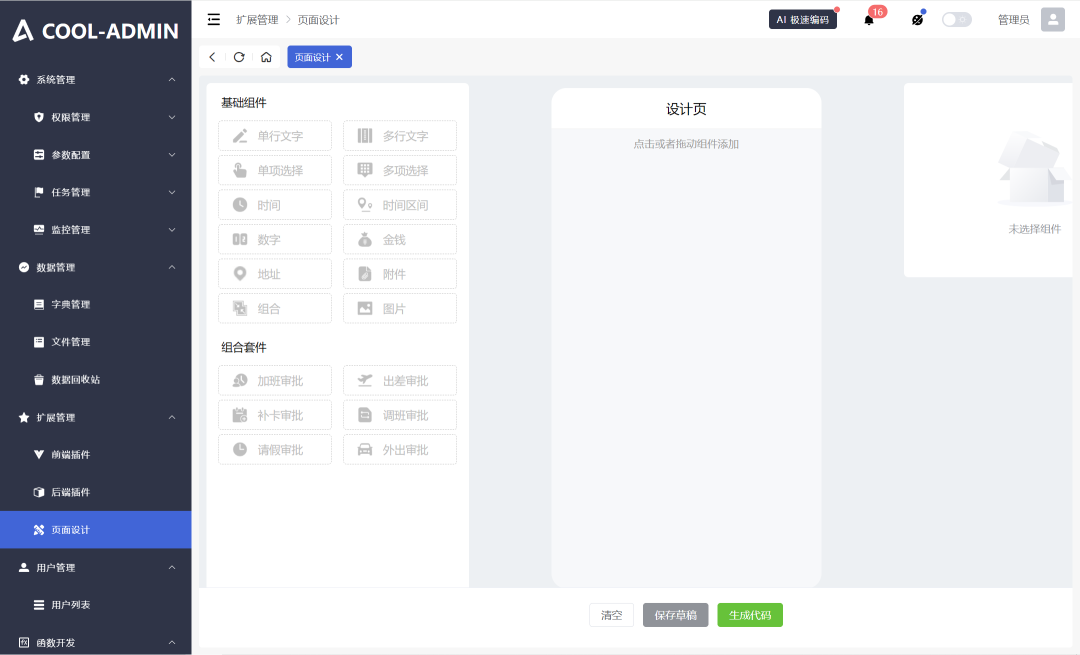 COOL-ADMIN
系统管理
权限管理
参数配置
任务管理
监控管理
数据管理
字典管理
文件管理
数据回收站
扩展管理
前端插件
后端插件
页面设计
用户管理
用户列表
函数开发
扩展管理 > 页面设计
AI 极速编码
16
管理员
页面设计
基础组件
单行文字
多行文字
单项选择
多项选择
时间
时间区间
数字
金钱
地址
附件
组合
图片
组合套件
加班审批
出差审批
补卡审批
调班审批
请假审批
外出审批
设计页
点击或者拖动组件添加
未选择组件
清空
保存草稿
生成代码